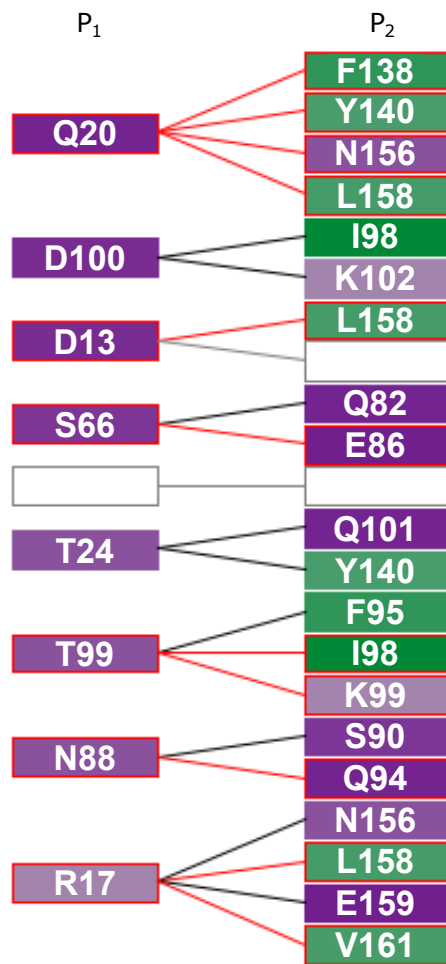 P₁ P₂
F138
Y140
Q20
N156
L158
I98
D100
K102
L158
D13
Q82
S66
E86
Q101
T24
Y140
F95
T99
I98
K99
S90
N88
Q94
N156
L158
R17
E159
V161